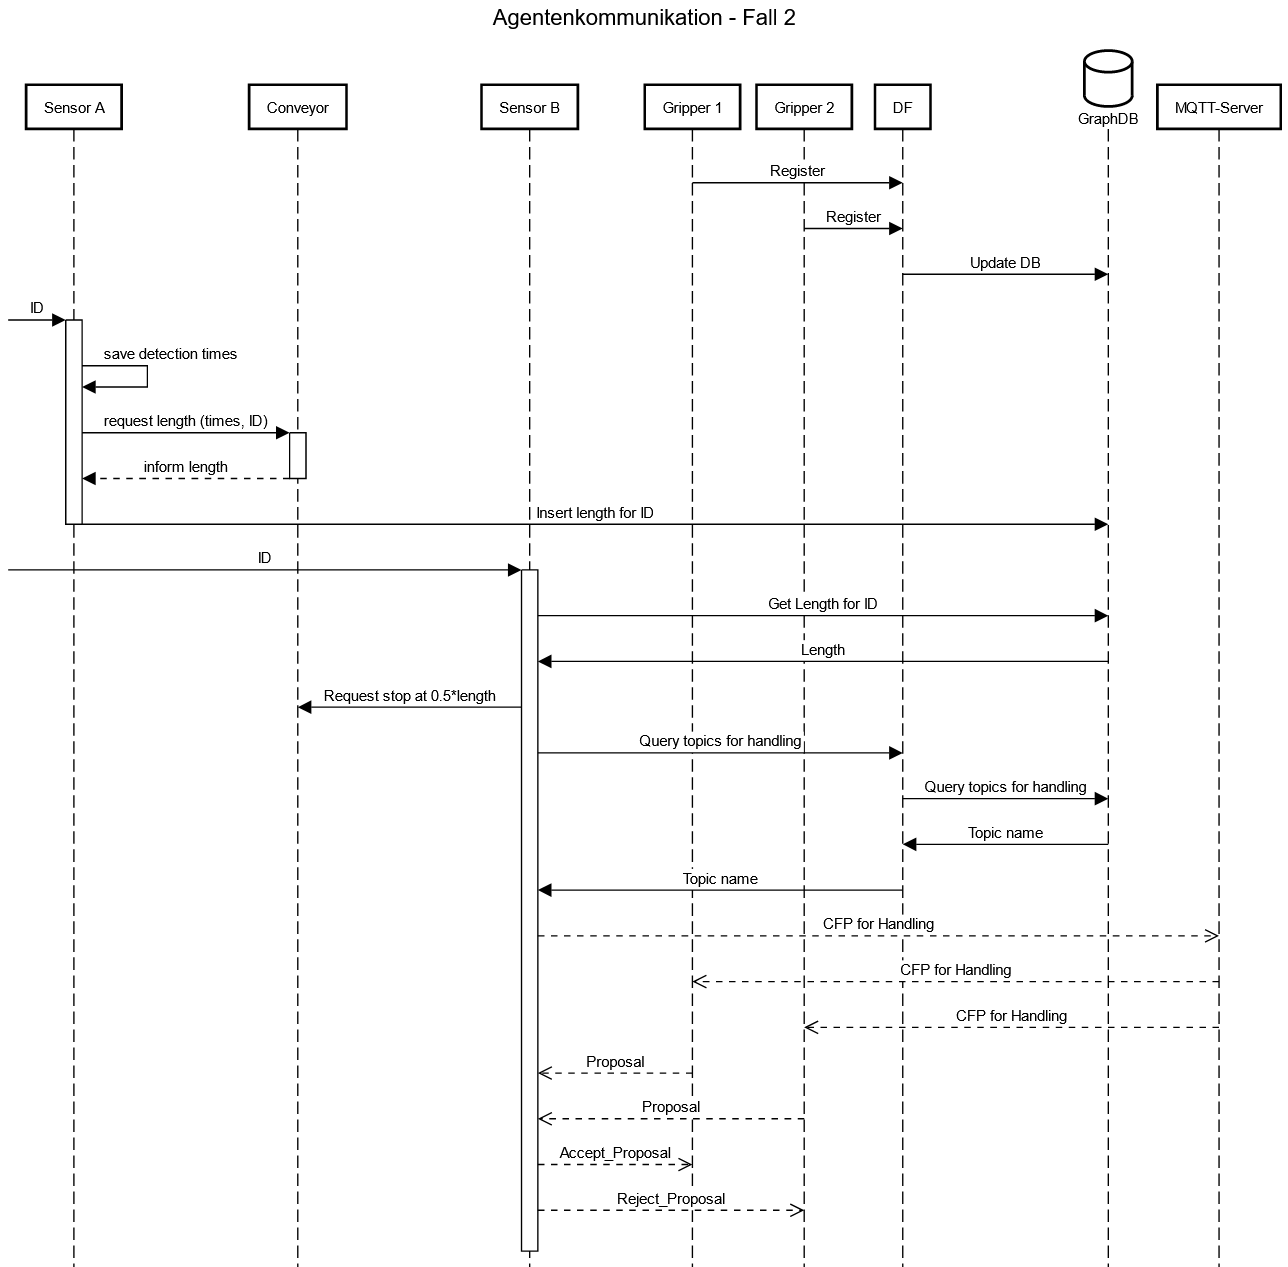 Agentenkommunikation - Fall 2
Sensor A
Conveyor
Sensor B
Gripper 1
Gripper 2
DF
GraphDB
MQTT-Server
Register
Register
Update DB
ID
save detection times
request length (times, ID)
inform length
Insert length for ID
ID
Get Length for ID
Length
Request stop at 0.5*length
Query topics for handling
Query topics for handling
Topic name
Topic name
CFP for Handling
CFP for Handling
CFP for Handling
Proposal
Proposal
Accept_Proposal
Reject_Proposal